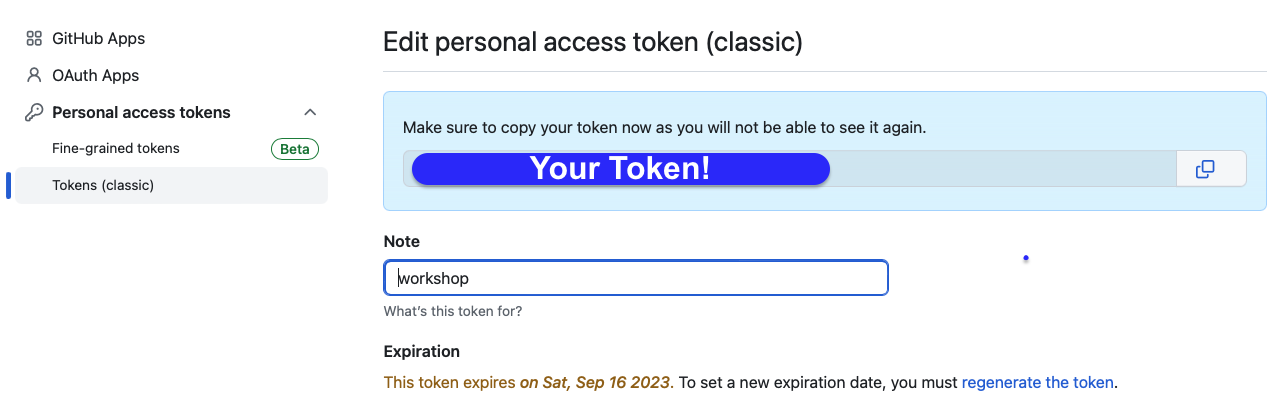 GitHub Apps
OAuth Apps
Personal access tokens
Fine-grained tokens Beta
Tokens (classic)
Edit personal access token (classic)
Make sure to copy your token now as you will not be able to see it again.
Your Token!
Note
workshop
What's this token for?
Expiration
This token expires on Sat, Sep 16 2023. To set a new expiration date, you must regenerate the token.